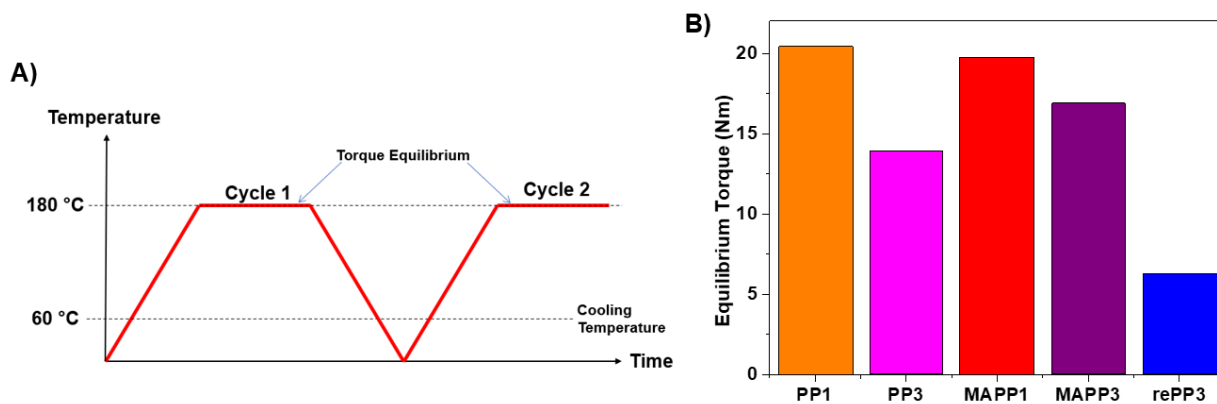 A)
Temperature
Torque Equilibrium
Cycle 1
Cycle 2
180 °C
60 °C
Cooling
Temperature
Time
B)
Equilibrium Torque (Nm)
20
15
10
5
0
PP1 PP3 MAPP1 MAPP3 rePP3